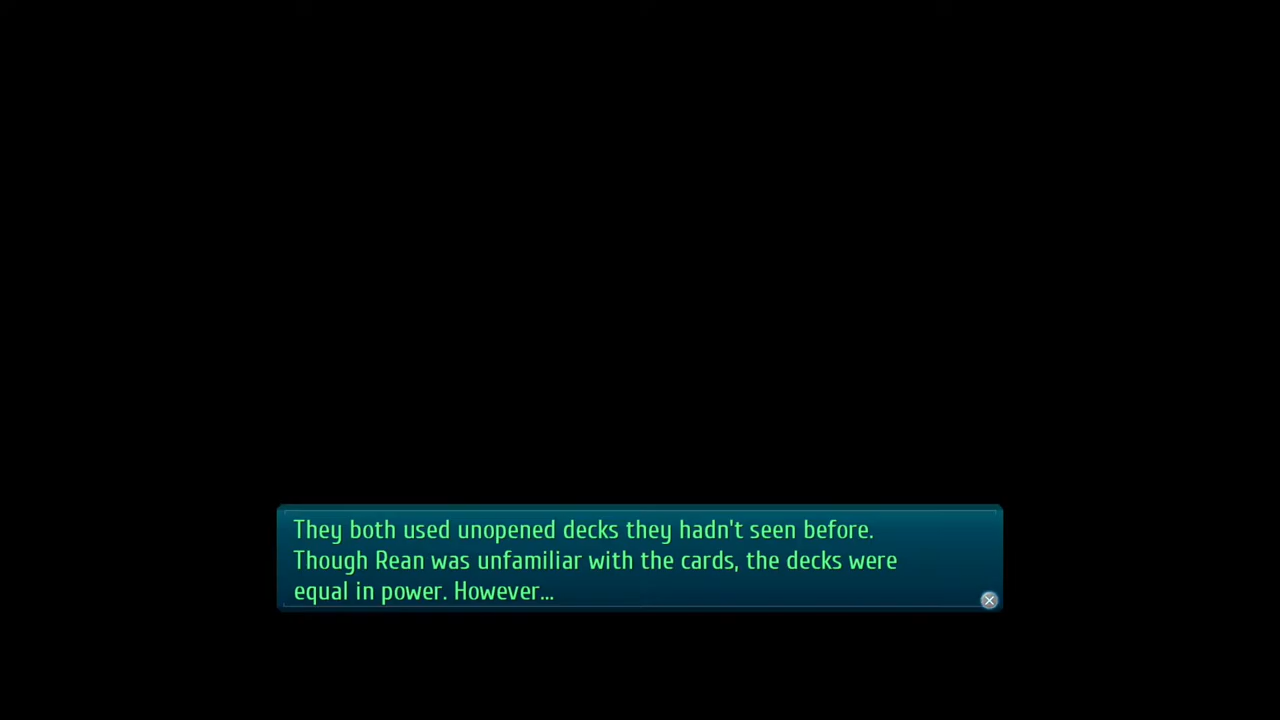 They both used unopened decks they hadn't seen before.
Though Rean was unfamiliar with the cards, the decks were
equal in power. However...